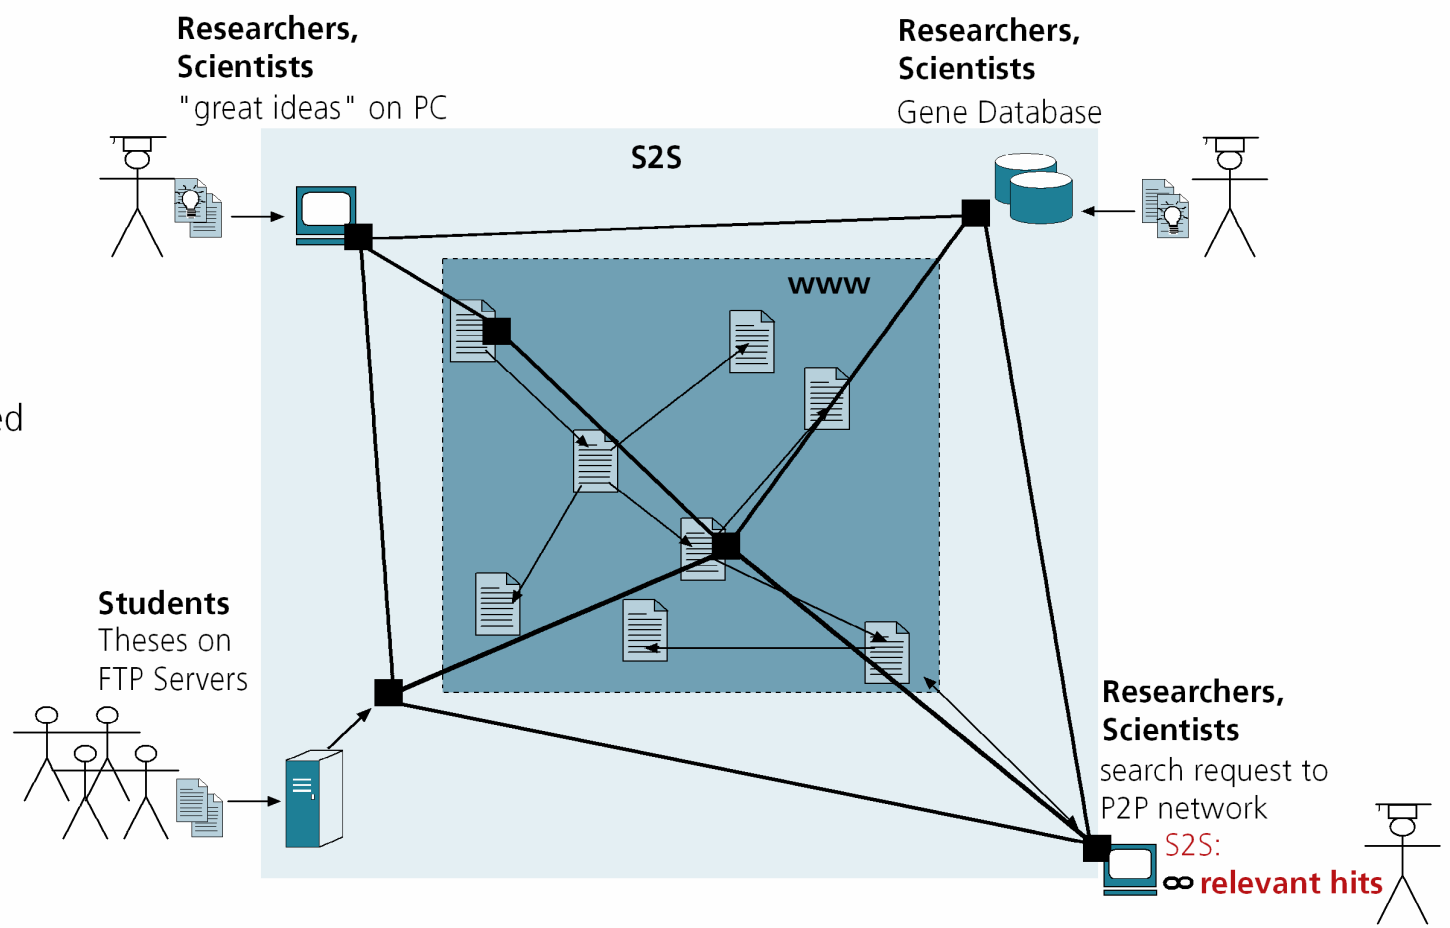 Researchers,
Scientists
"great ideas" on PC
Researchers,
Scientists
Gene Database
S2S
www
ed
Students
Theses on
FTP Servers
Researchers,
Scientists
search request to
P2P network
S2S:
∞ relevant hits